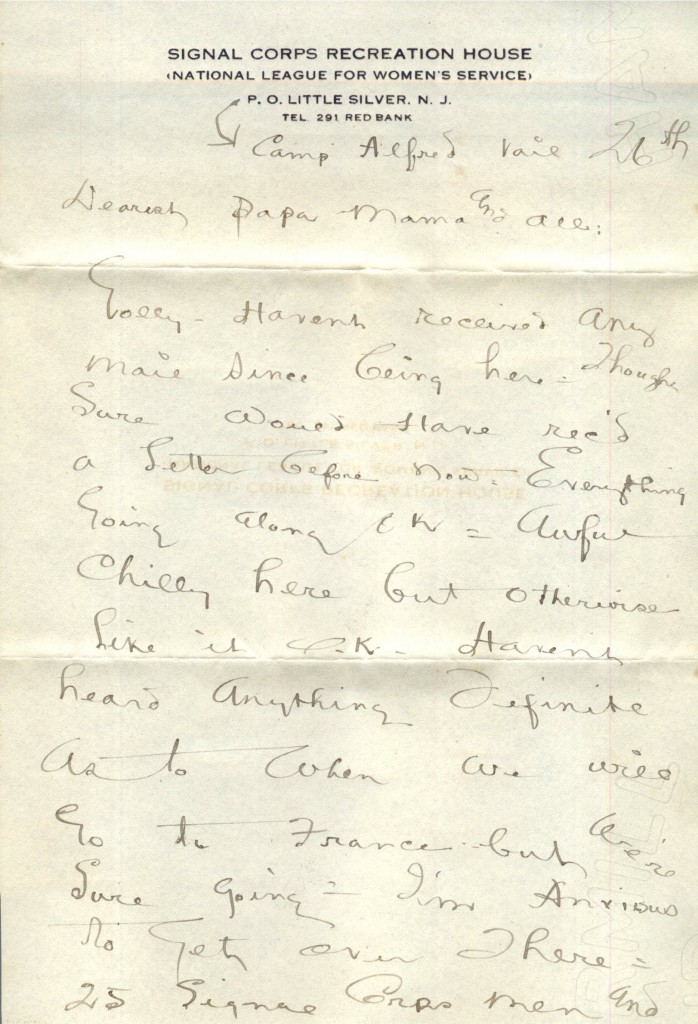 SIGNAL CORPS RECREATION HOUSE
(NATIONAL LEAGUE FOR WOMEN'S SERVICE)
P. O. LITTLE SILVER, N. J.
TEL. 291 RED BANK
Camp Alfred Vail 26th
Dearest Papa Mama and all:
Golly - Havent received any
mail since being here - Though
Sure would Have rec'd
a letter before now - Everything
Going along OK = Awful
Chilly here but otherwise
like it O.K. - Havent
heard Anything Definite
As to When we will
Go to France but we're
Sure going - I'm Anxious
to get over There =
25 Signal Corps men and